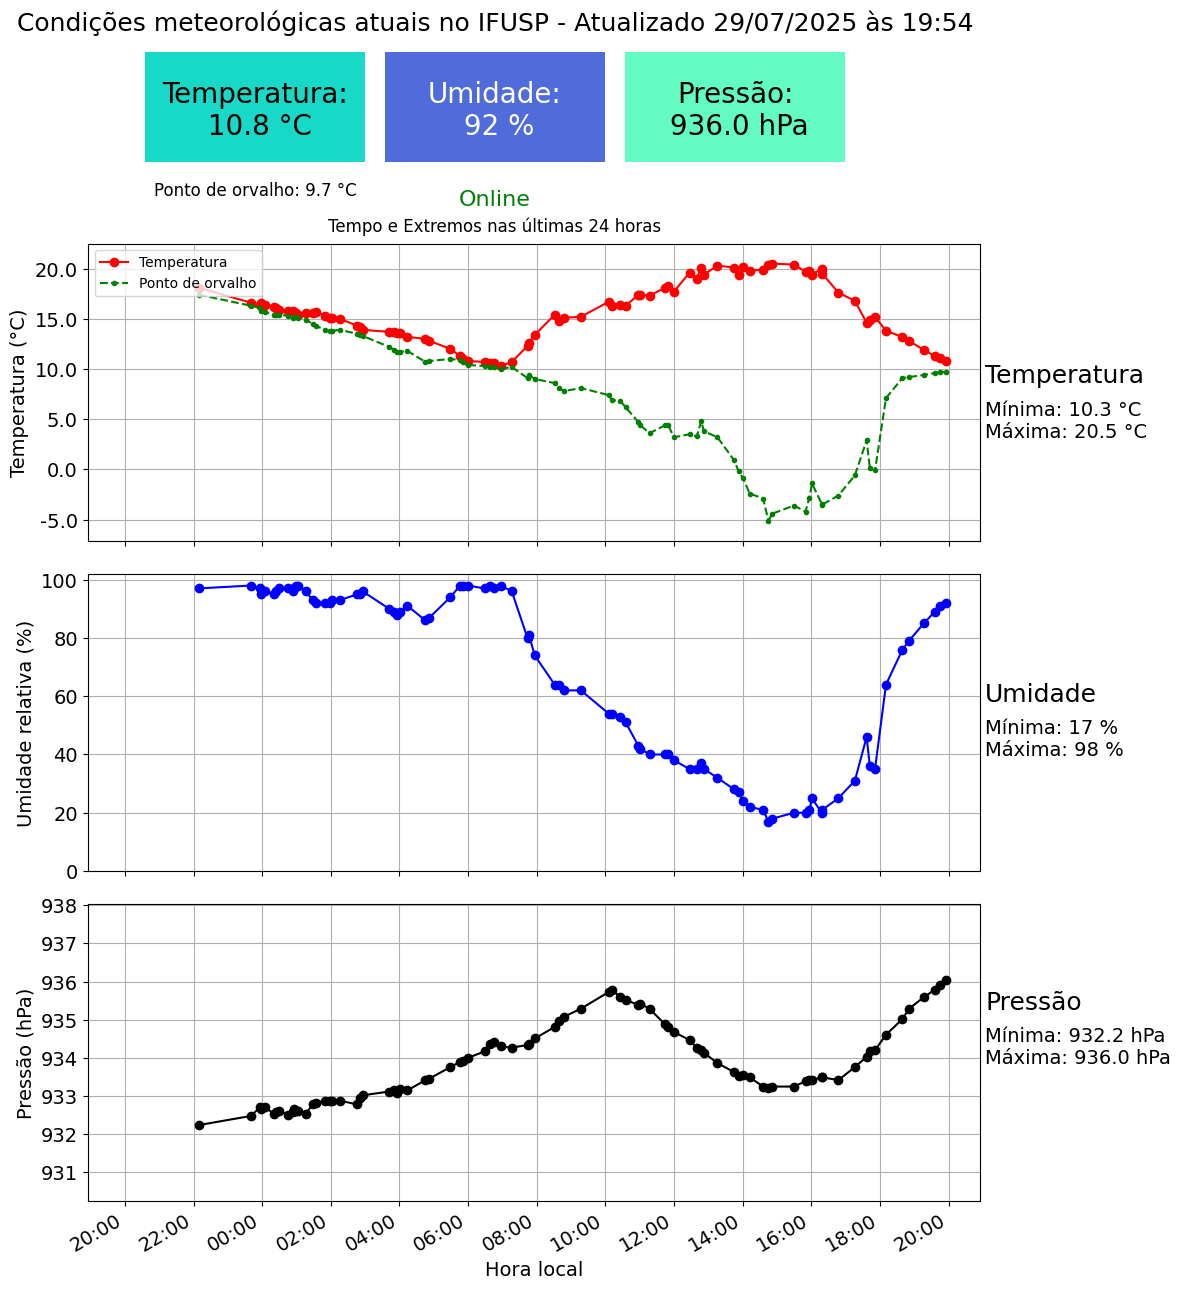 Condições meteorológicas atuais no IFUSP - Atualizado 29/07/2025 às 19:54
Temperatura:
10.8 °C
Umidade:
92 %
Pressão:
936.0 hPa
Ponto de orvalho: 9.7 °C
Online
Tempo e Extremos nas últimas 24 horas
Temperatura
Ponto de orvalho
Temperatura (°C)
20.0
15.0
10.0
5.0
0.0
-5.0
Temperatura
Mínima: 10.3 °C
Máxima: 20.5 °C
Umidade relativa (%)
100
80
60
40
20
0
Umidade
Mínima: 17 %
Máxima: 98 %
Pressão (hPa)
938
937
936
935
934
933
932
931
Pressão
Mínima: 932.2 hPa
Máxima: 936.0 hPa
20:00
22:00
00:00
02:00
04:00
06:00
08:00
10:00
12:00
14:00
16:00
18:00
20:00
Hora local